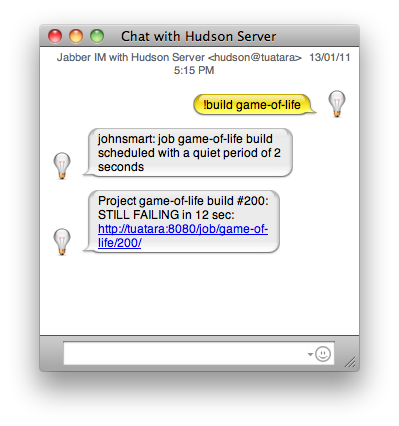 Chat with Hudson Server
Jabber IM with Hudson Server <hudson@tuatara> 13/01/11
5:15 PM
!build game-of-life
johnsmart: job game-of-life build
scheduled with a quiet period of 2
seconds
Project game-of-life build #200:
STILL FAILING in 12 sec:
http://tuatara:8080/job/game-of-
life/200/